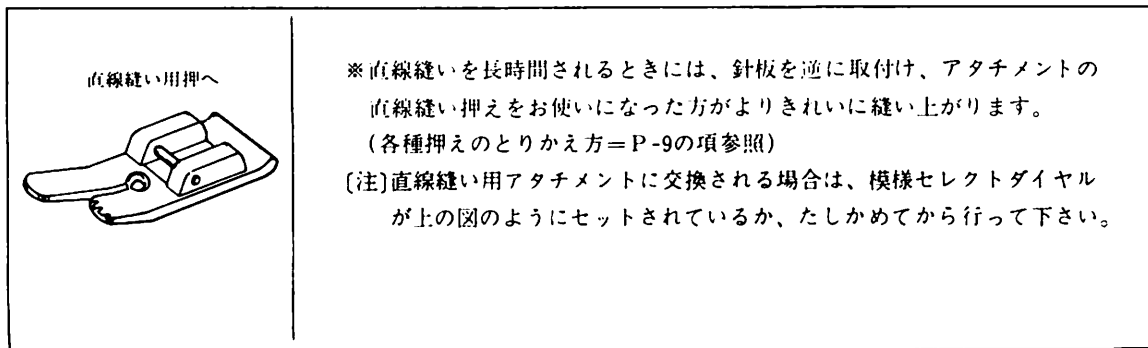 直線縫い用押へ
※直線縫いを長時間されるときには、針板を逆に取付け、アタチメントの
直線縫い押えをお使いになった方がよりきれいに縫い上がります。
(各種押えのとりかえ方＝P-9の項参照)
〔注〕直線縫い用アタチメントに交換される場合は、模様セレクトダイヤル
が上の図のようにセットされているか、たしかめてから行って下さい。